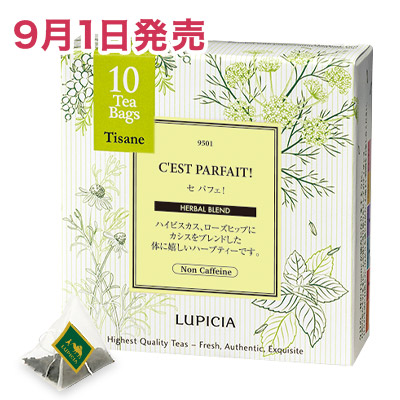 9月1日発売
10
Tea
Bags
Tisane
9501
C'EST PARFAIT!
セ パフェ!
HERBAL BLEND
ハイビスカス、ローズヒップに
カシスをブレンドした
体に嬉しいハーブティーです。
Non Caffeine
LUPICIA
Highest Quality Teas – Fresh, Authentic, Exquisite
LUPICIA